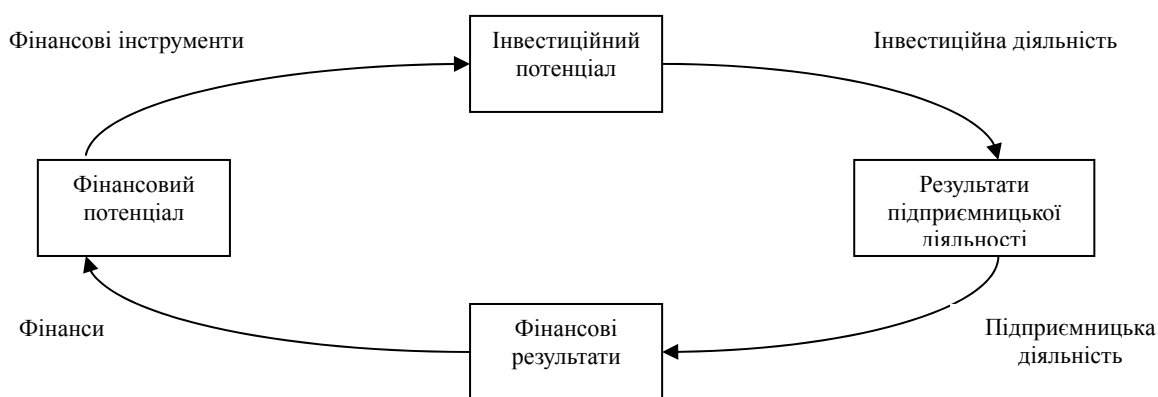 Фінансові інструменти
Інвестиційний
потенціал
Інвестиційна діяльність
Фінансовий
потенціал
Результати
підприємницької
діяльності
Фінанси
Фінансові
результати
Підприємницька
діяльність